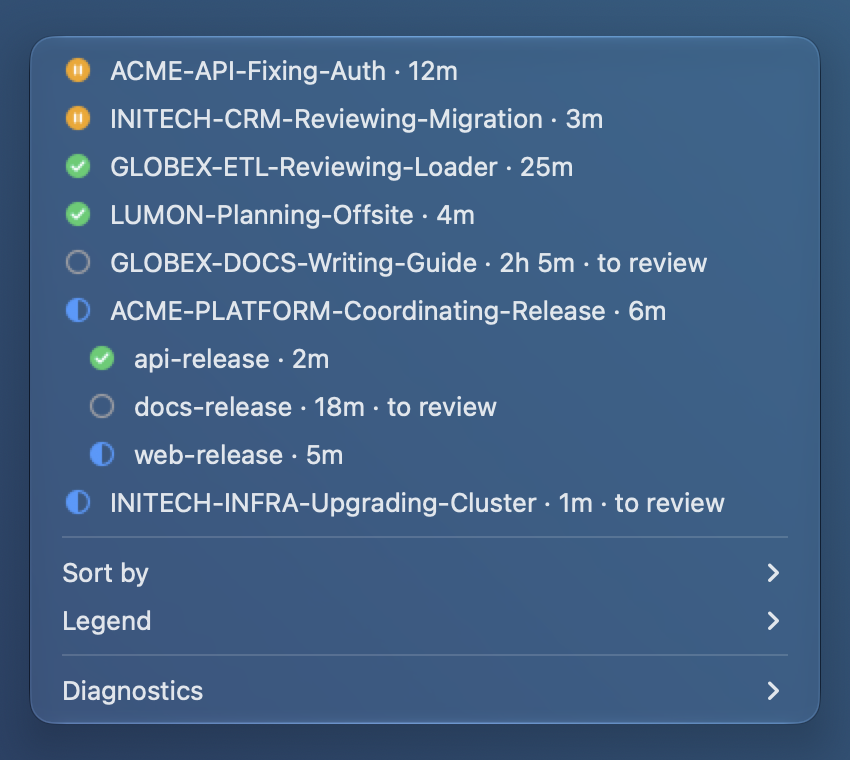 ACME-API-Fixing-Auth · 12m
INITECH-CRM-Reviewing-Migration · 3m
GLOBEX-ETL-Reviewing-Loader · 25m
LUMON-Planning-Offsite · 4m
GLOBEX-DOCS-Writing-Guide · 2h 5m · to review
ACME-PLATFORM-Coordinating-Release · 6m
api-release · 2m
docs-release · 18m · to review
web-release · 5m
INITECH-INFRA-Upgrading-Cluster · 1m · to review
Sort by
Legend
Diagnostics